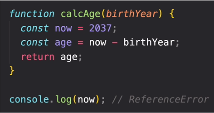 function calcAge(birthYear) {
const now = 2037;
const age = now - birthYear;
return age;
}
console.log(now); // ReferenceError